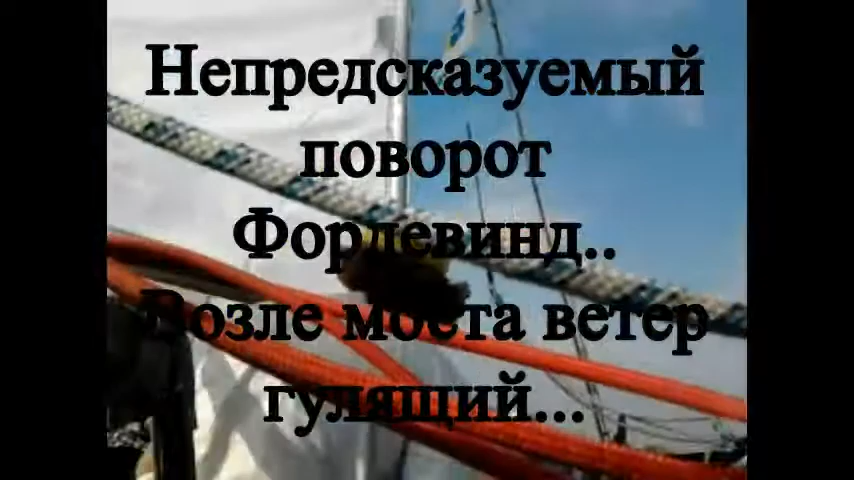 Непредсказуемый
поворот
Фордевинд..
Возле моста ветер
гулящий...